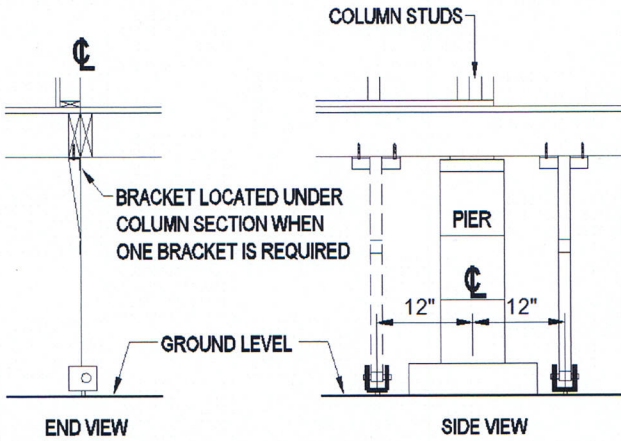 COLUMN STUDS
℄
BRACKET LOCATED UNDER
COLUMN SECTION WHEN
ONE BRACKET IS REQUIRED
PIER
℄
12" 12"
GROUND LEVEL
END VIEW
SIDE VIEW